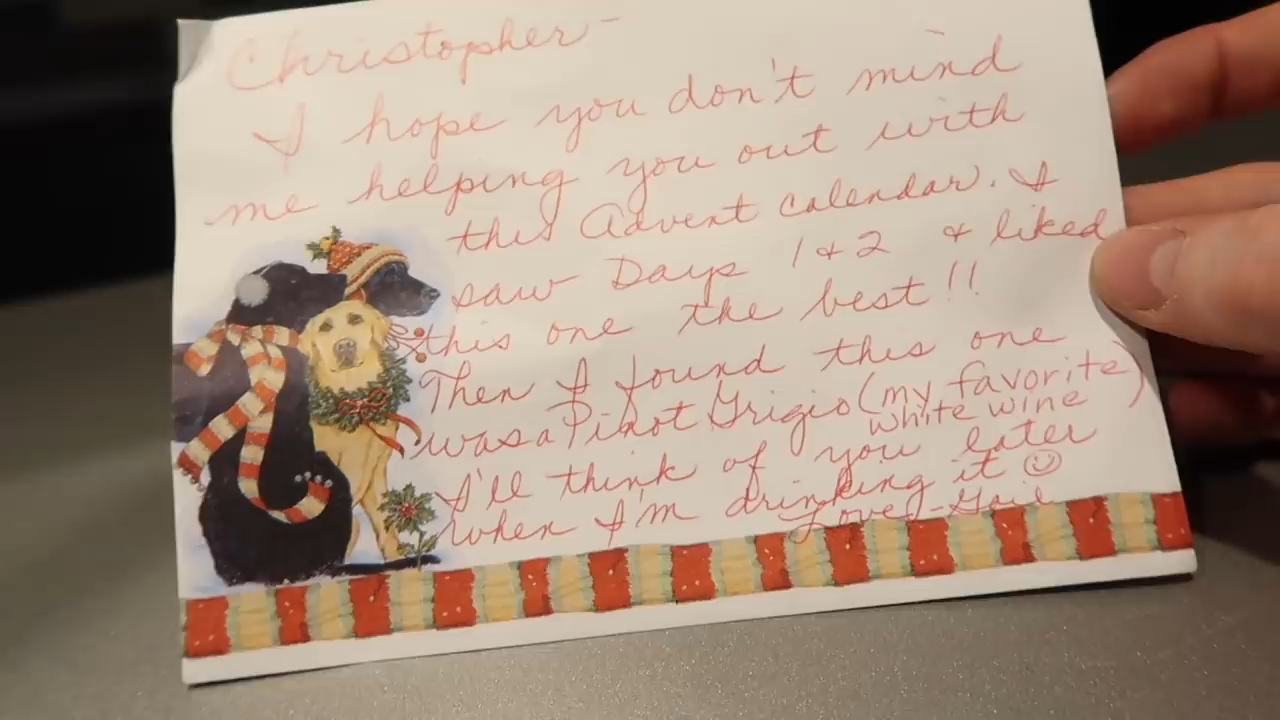 Christopher-
I hope you don't mind
me helping you out with
this Advent calendar. I
saw Days 1 & 2 & liked
this one the best!!
Then I found this one
was a Pinot Grigio (my favorite
white wine)
I'll think of you later
when I'm drinking it ☺
Love-Gail